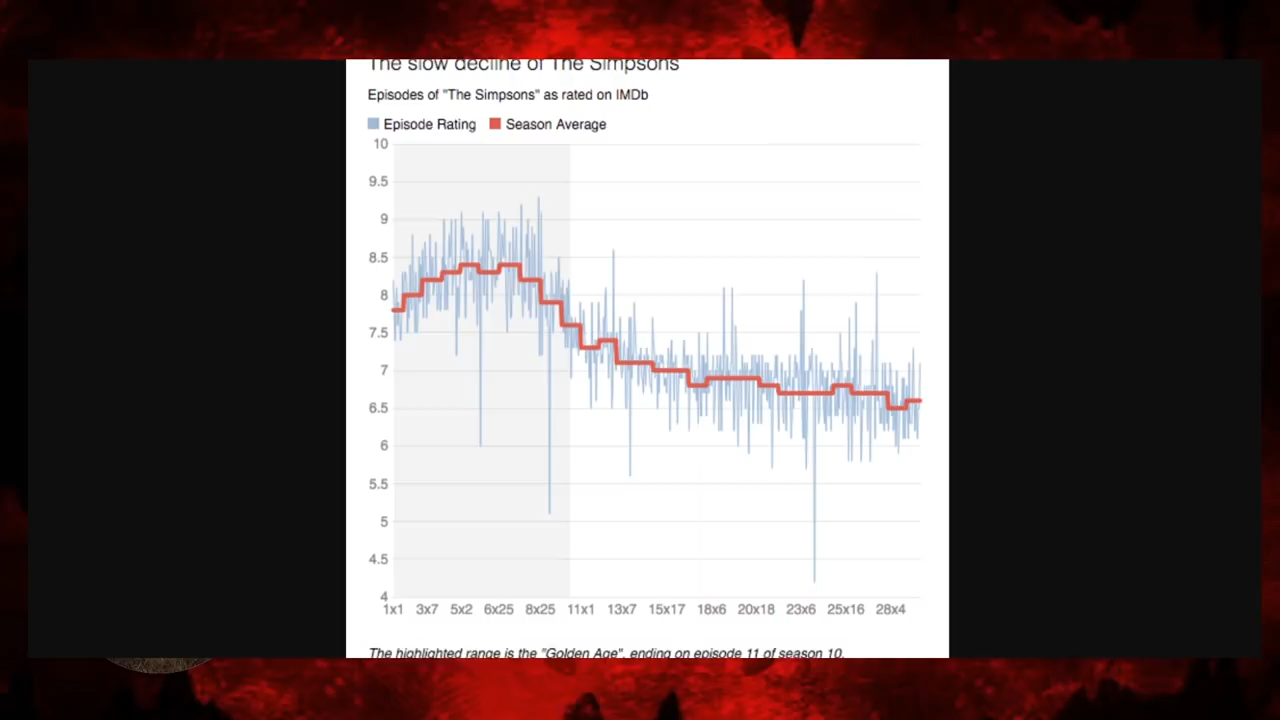 The slow decline of The Simpsons
Episodes of "The Simpsons" as rated on IMDb
Episode Rating Season Average
10
9.5
9
8.5
8
7.5
7
6.5
6
5.5
5
4.5
4
1x1 3x7 5x2 6x25 8x25 11x1 13x7 15x17 18x6 20x18 23x6 25x16 28x4
The highlighted range is the "Golden Age", ending on episode 11 of season 10.